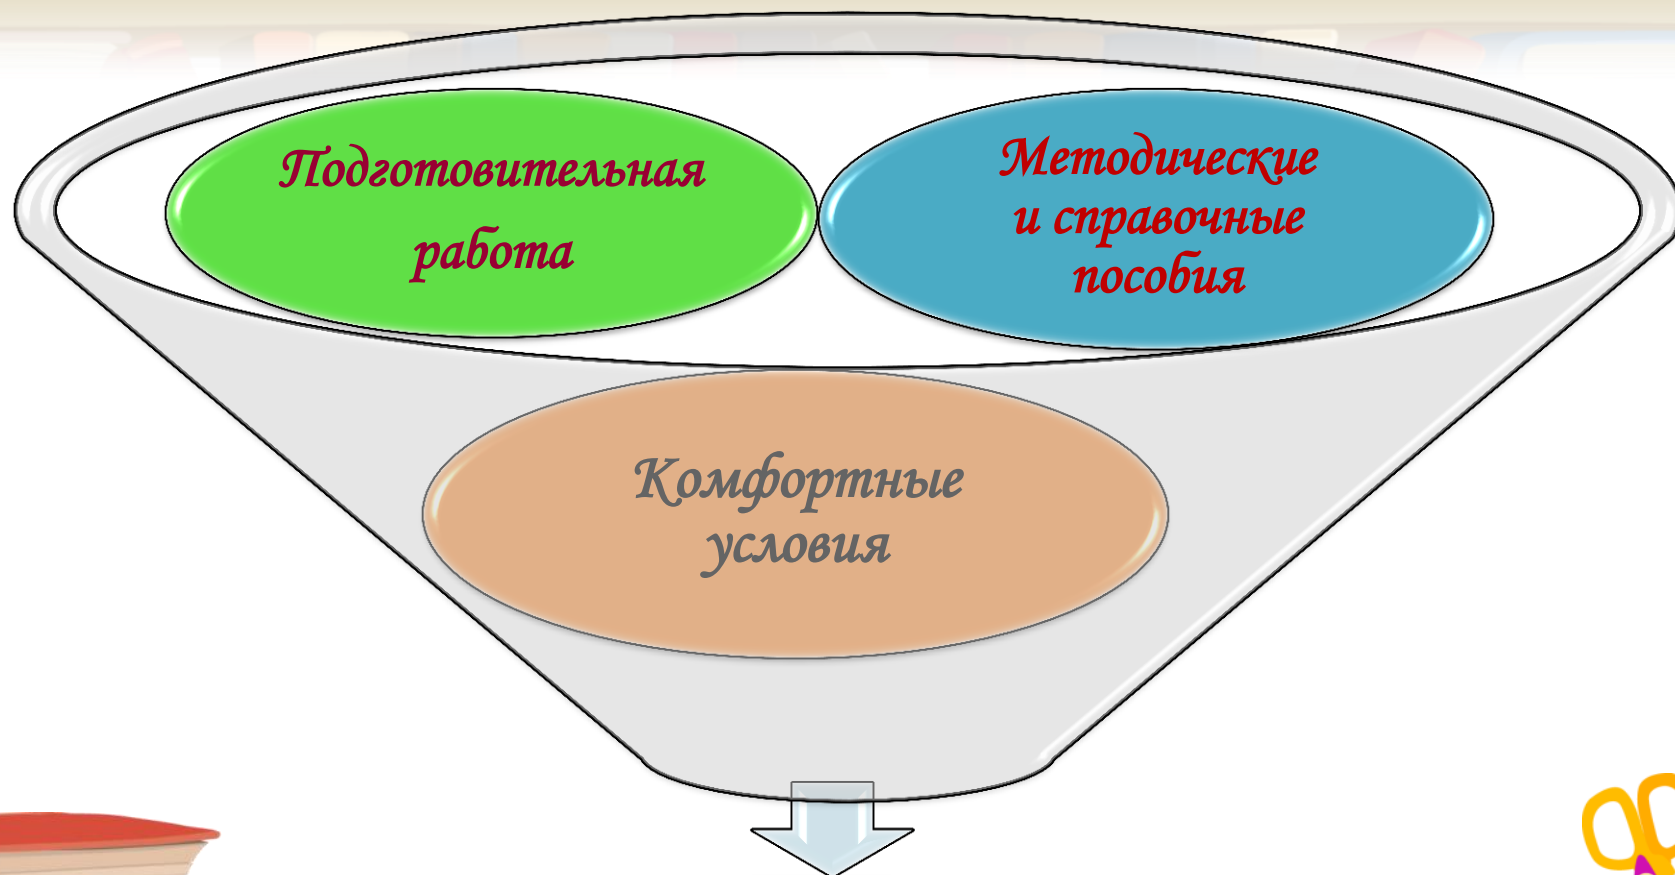 Подготовительная
работа
Методические
и справочные
пособия
Комфортные
условия